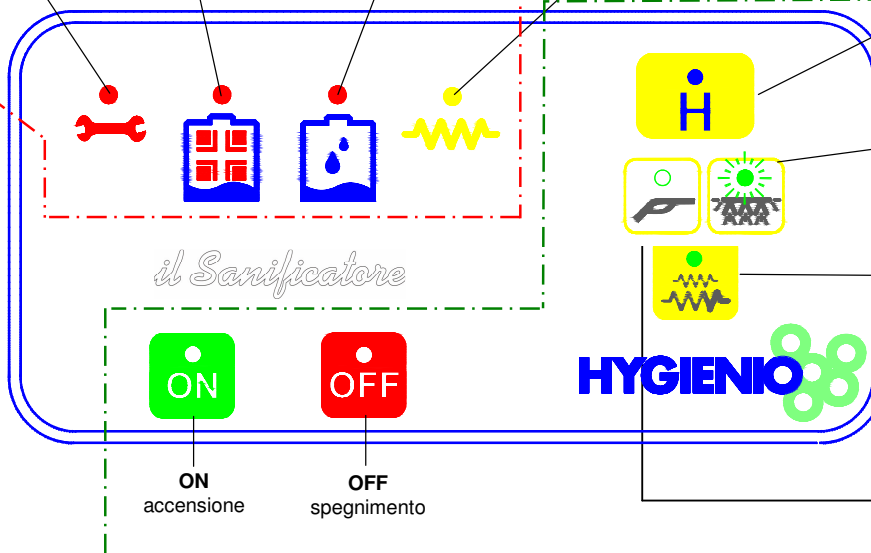 H
il Sanificatore
ON
OFF
HYGIENIO
ON
accensione
OFF
spegnimento